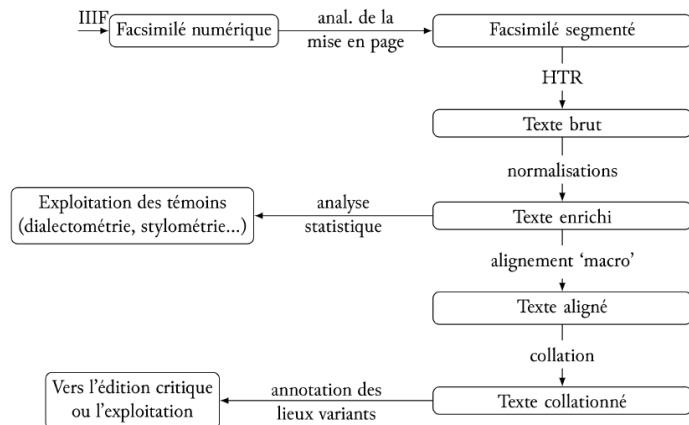 IIIF
Facsimilé numérique
anal. de la
mise en page
Facsimilé segmenté
HTR
Texte brut
normalisations
Exploitation des témoins
(dialectométrie, stylométrie...)
analyse
statistique
Texte enrichi
alignement ‘macro’
Texte aligné
collation
Vers l’édition critique
ou l’exploitation
annotation des
lieux variants
Texte collationné